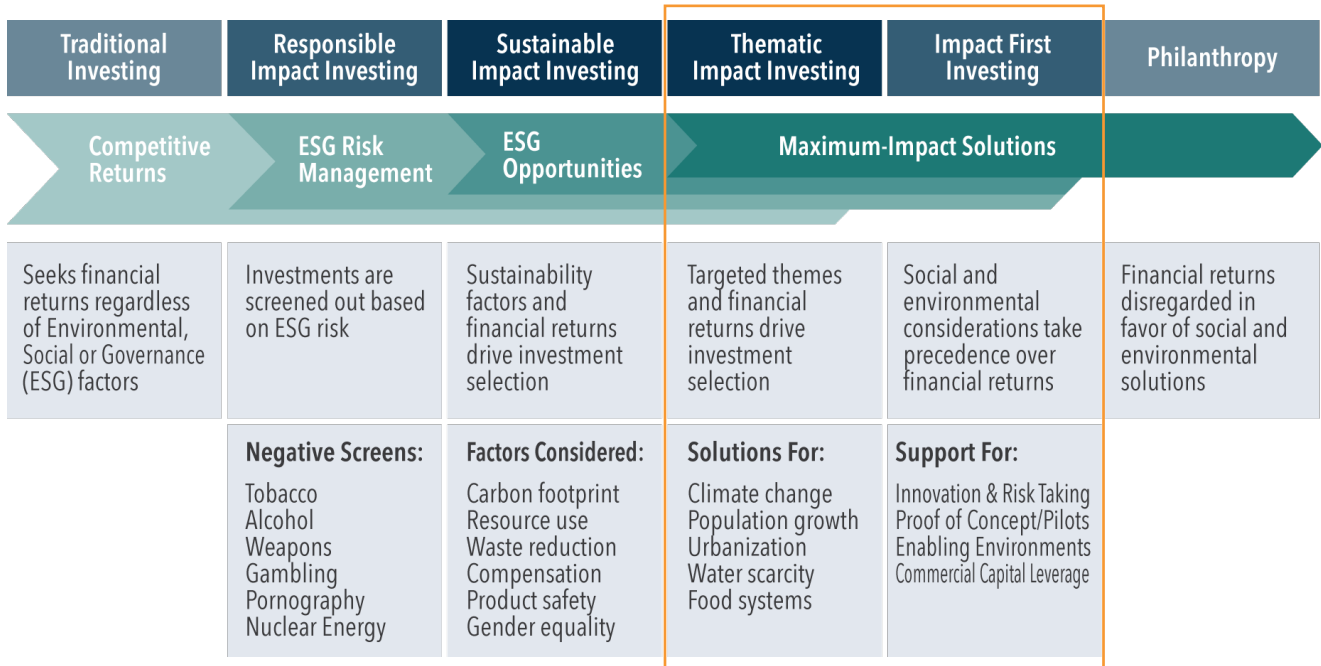 Traditional
Investing
Responsible
Impact Investing
Sustainable
Impact Investing
Thematic
Impact Investing
Impact First
Investing
Philanthropy
Competitive
Returns
ESG Risk
Management
ESG
Opportunities
Maximum-Impact Solutions
Seeks financial
returns regardless
of Environmental,
Social or Governance
(ESG) factors
Investments are
screened out based
on ESG risk
Sustainability
factors and
financial returns
drive investment
selection
Targeted themes
and financial
returns drive
investment
selection
Social and
environmental
considerations take
precedence over
financial returns
Financial returns
disregarded in
favor of social and
environmental
solutions
Negative Screens:
Tobacco
Alcohol
Weapons
Gambling
Pornography
Nuclear Energy
Factors Considered:
Carbon footprint
Resource use
Waste reduction
Compensation
Product safety
Gender equality
Solutions For:
Climate change
Population growth
Urbanization
Water scarcity
Food systems
Support For:
Innovation & Risk Taking
Proof of Concept/Pilots
Enabling Environments
Commercial Capital Leverage